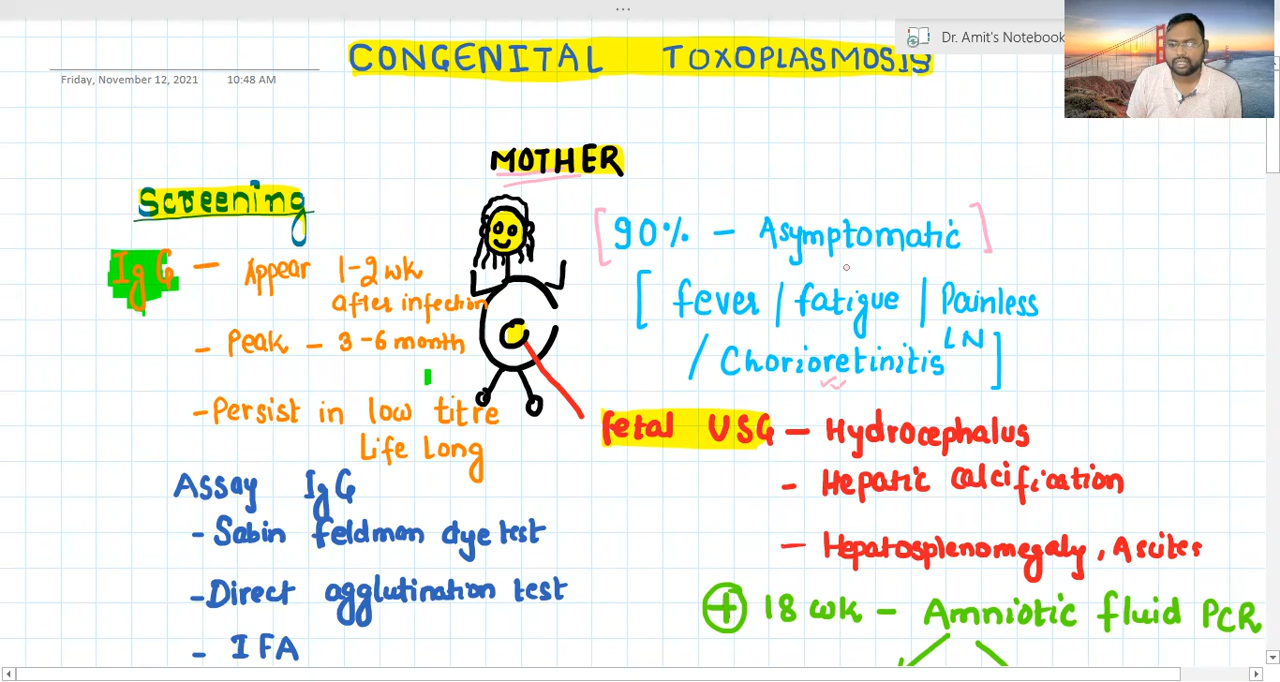 ...
Dr. Amit's Notebook
CONGENITAL TOXOPLASMOSIS
Friday, November 12, 2021 10:48 AM
MOTHER
Screening
IgG - Appear 1-2 wk
after infection
- Peak - 3-6 month
- Persist in low titre
Life Long
Assay IgG
- Sabin feldman dye test
- Direct agglutination test
- IFA
[90% - Asymptomatic]
[fever / fatigue / Painless
LN
/ Chorioretinitis]
fetal USG - Hydrocephalus
- Hepatic calcification
- Hepatosplenomegaly, Ascites
+ 18 wk - Amniotic fluid PCR